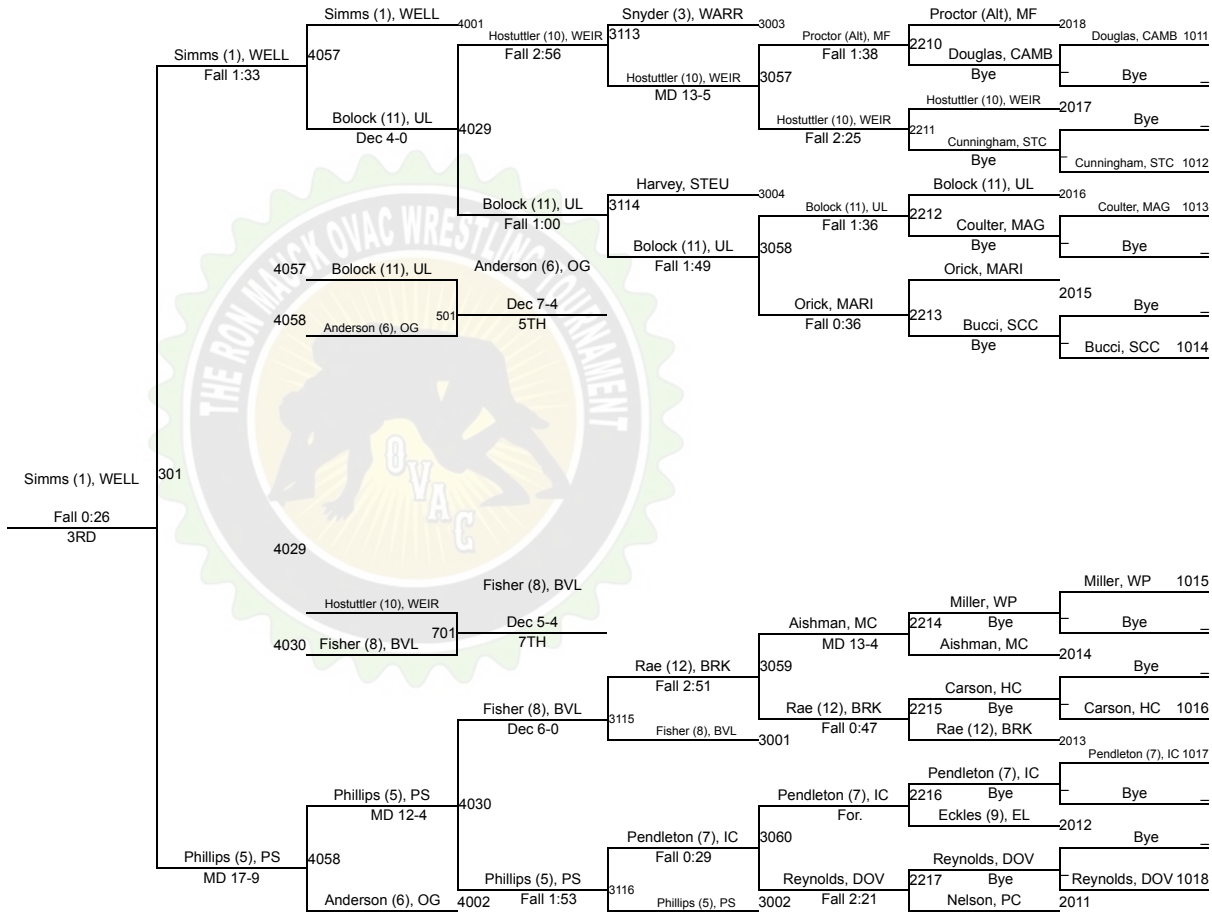 Simms (1), WELL
4001
Snyder (3), WARR
3003
Proctor (Alt), MF
2018
Simms (1), WELL
Fall 1:33
4057
Hostuttler (10), WEIR
Fall 2:56
3113
Proctor (Alt), MF
Fall 1:38
2210
Douglas, CAMB
Bye
Douglas, CAMB 1011
Bye
_
_
Hostuttler (10), WEIR
MD 13-5
3057
Bolock (11), UL
Dec 4-0
4029
Hostuttler (10), WEIR
Fall 2:25
Hostuttler (10), WEIR
2017
2211
Cunningham, STC
Bye
Bye
_
_
Cunningham, STC 1012
Harvey, STEU
3004
Bolock (11), UL
2016
Bolock (11), UL
Fall 1:00
3114
Bolock (11), UL
Fall 1:36
2212
Coulter, MAG
Bye
Coulter, MAG 1013
Bye
_
_
Bolock (11), UL
Fall 1:49
3058
4057
Bolock (11), UL
Anderson (6), OG
4058
Anderson (6), OG
501
Dec 7-4
5TH
Orick, MARI
2015
Orick, MARI
Fall 0:36
2213
Bucci, SCC
Bye
Bye
_
_
Bucci, SCC 1014
THE RON MAUCK OVAC WRESTLING TOURNAMENT
OVAC
Simms (1), WELL
301
Fall 0:26
3RD
4029
Fisher (8), BVL
Hostuttler (10), WEIR
701
Dec 5-4
7TH
4030
Fisher (8), BVL
Miller, WP 1015
Miller, WP
Bye
Bye
_
_
Aishman, MC
MD 13-4
2214
Aishman, MC
2014
Rae (12), BRK
Fall 2:51
3059
Carson, HC
Bye
Bye
_
_
Carson, HC 1016
Fisher (8), BVL
Dec 6-0
3115
Fisher (8), BVL
3001
Rae (12), BRK
Fall 0:47
2215
Rae (12), BRK
2013
Pendleton (7), IC 1017
Phillips (5), PS
MD 12-4
4030
Pendleton (7), IC
For.
2216
Pendleton (7), IC
Bye
Bye
_
_
Eckles (9), EL
2012
Phillips (5), PS
MD 17-9
4058
Pendleton (7), IC
Fall 0:29
3060
Reynolds, DOV
Bye
Bye
_
_
Reynolds, DOV 1018
Anderson (6), OG
4002
Phillips (5), PS
Fall 1:53
3116
Phillips (5), PS
3002
Reynolds, DOV
Fall 2:21
2217
Nelson, PC
2011